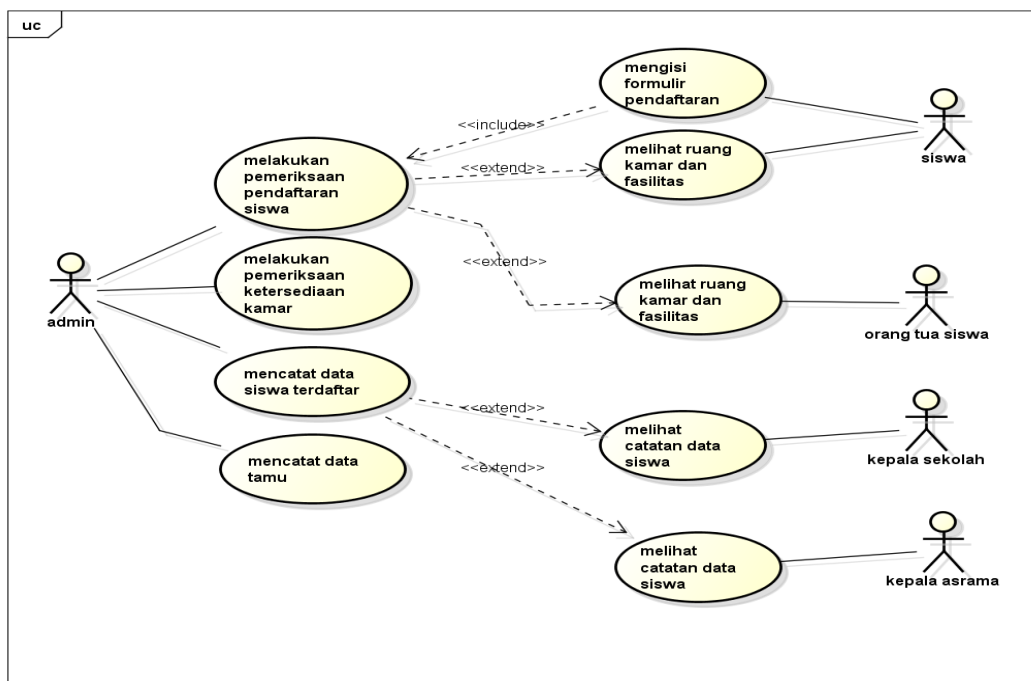 uc
mengisi
formulir
pendaftaran
<<include>>
melakukan
pemeriksaan
pendaftaran
siswa
<<extend>>
melihat ruang
kamar dan
fasilitas
siswa
<<extend>>
melakukan
pemeriksaan
ketersediaan
kamar
admin
melihat ruang
kamar dan
fasilitas
orang tua siswa
mencatat data
siswa terdaftar
<<extend>>
melihat
catatan data
siswa
kepala sekolah
mencatat data
tamu
<<extend>>
melihat
catatan data
siswa
kepala asrama